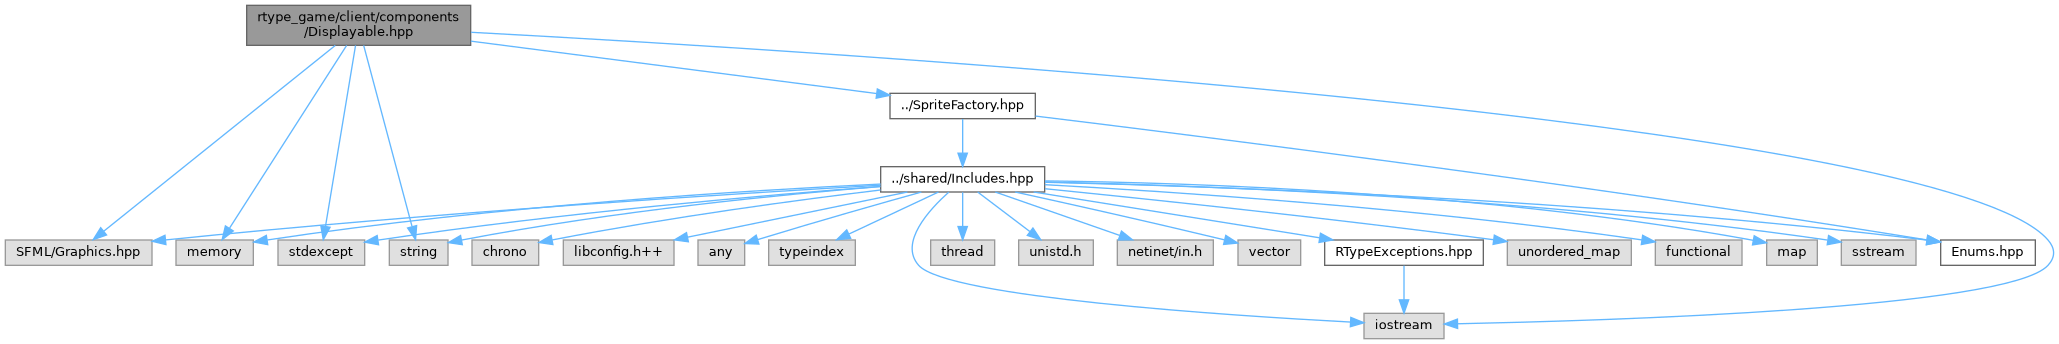 rtype_game/client/components
/Displayable.hpp
../SpriteFactory.hpp
../shared/Includes.hpp
SFML/Graphics.hpp
memory
stdexcept
string
chrono
libconfig.h++
any
typeindex
thread
unistd.h
netinet/in.h
vector
RTypeExceptions.hpp
unordered_map
functional
map
sstream
Enums.hpp
iostream